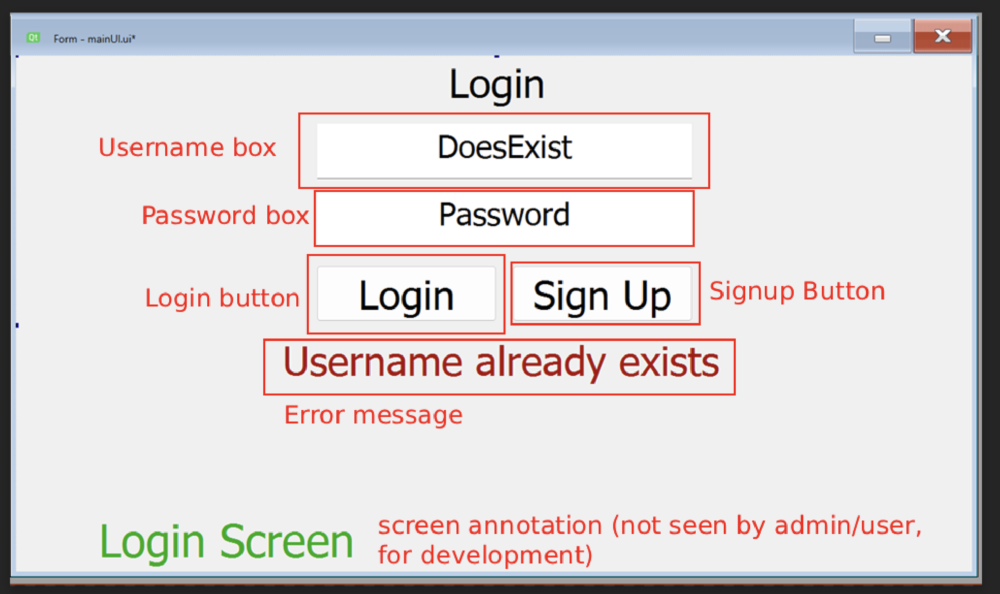 Qt Form - mainUI.ui*
Login
Username box DoesExist
Password box Password
Login button Login Sign Up Signup Button
Username already exists
Error message
Login Screen screen annotation (not seen by admin/user,
for development)